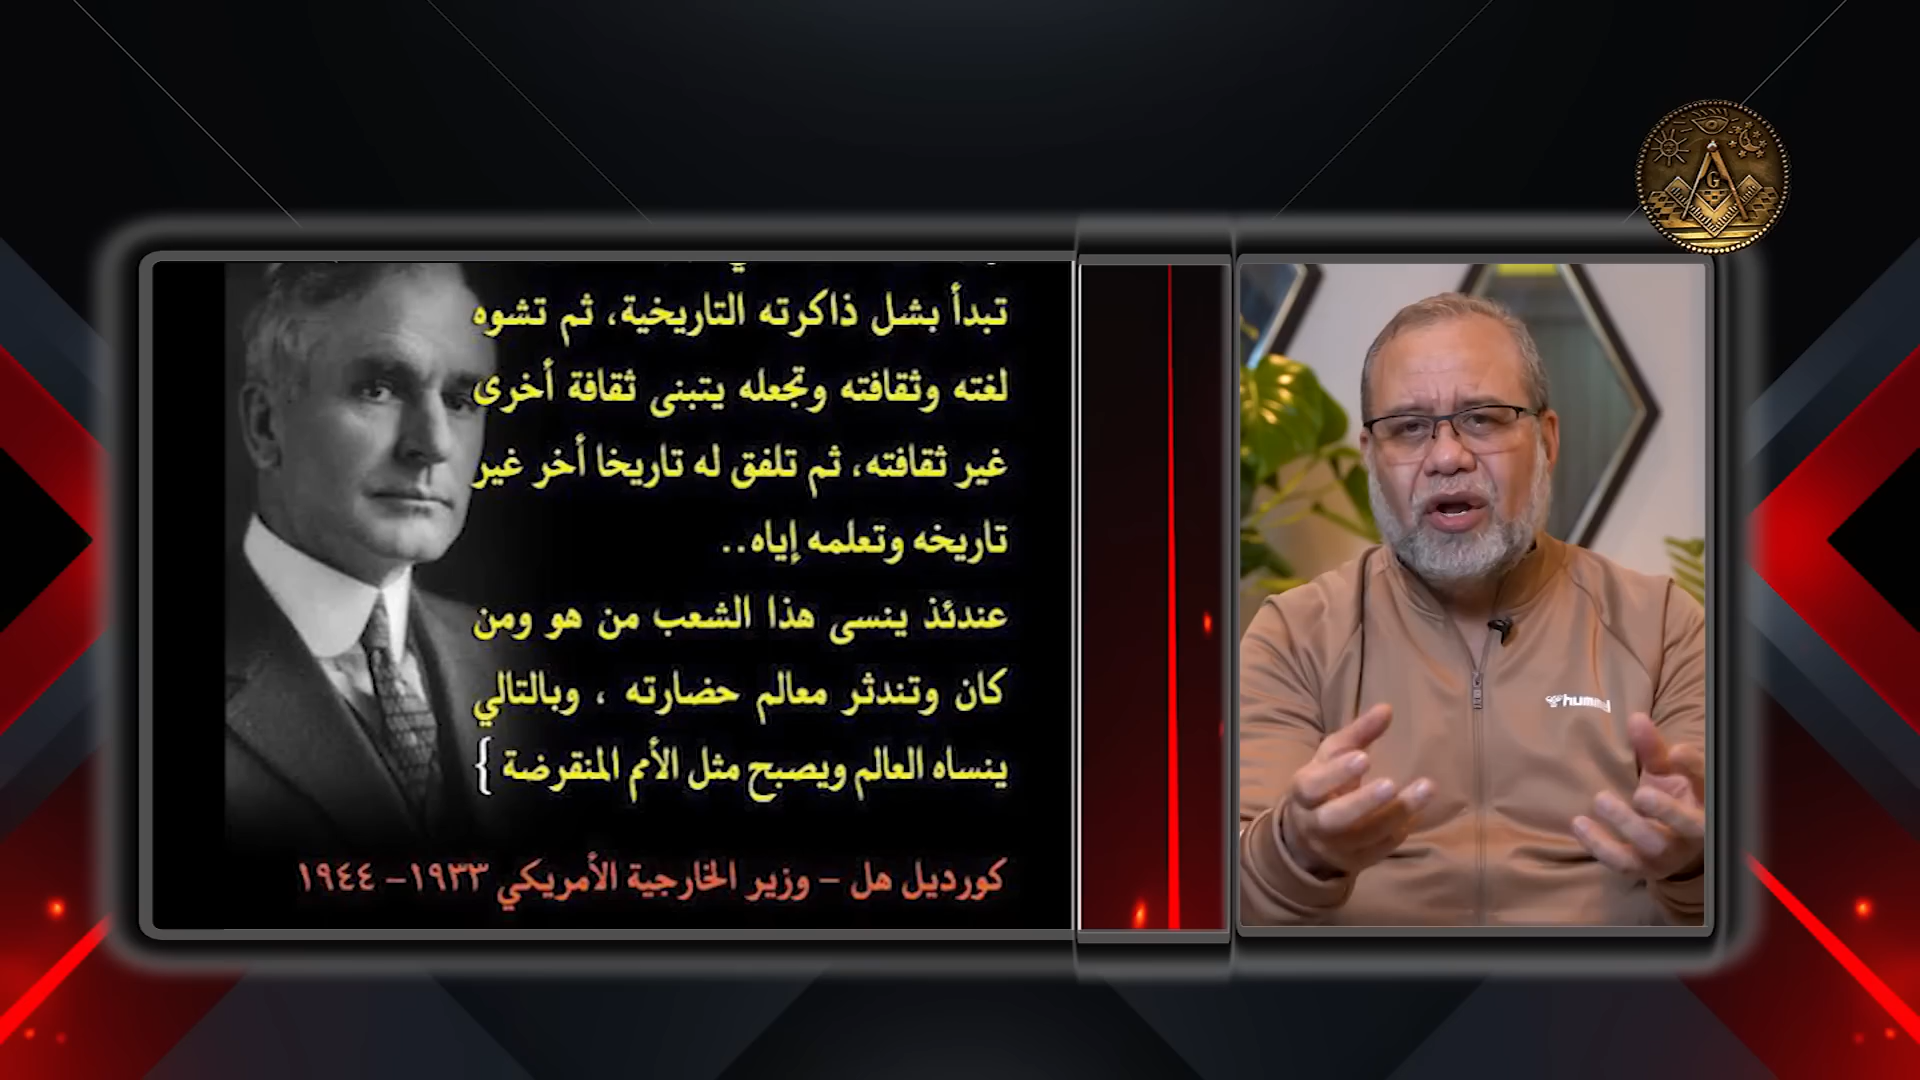 تبدأ بشل ذاكرته التاريخية، ثم تشوه
لغته وثقافته وتجعله يتبنى ثقافة أخرى
غير ثقافته، ثم تلفق له تاريخا أخر غير
تاريخه وتعلمه إياه..
عندئذ ينسى هذا الشعب من هو ومن
كان وتندثر معالم حضارته ، وبالتالي
ينساه العالم ويصبح مثل الأمم المنقرضة }
كورديل هل – وزير الخارجية الأمريكي ١٩٣٣– ١٩٤٤
G
hummel